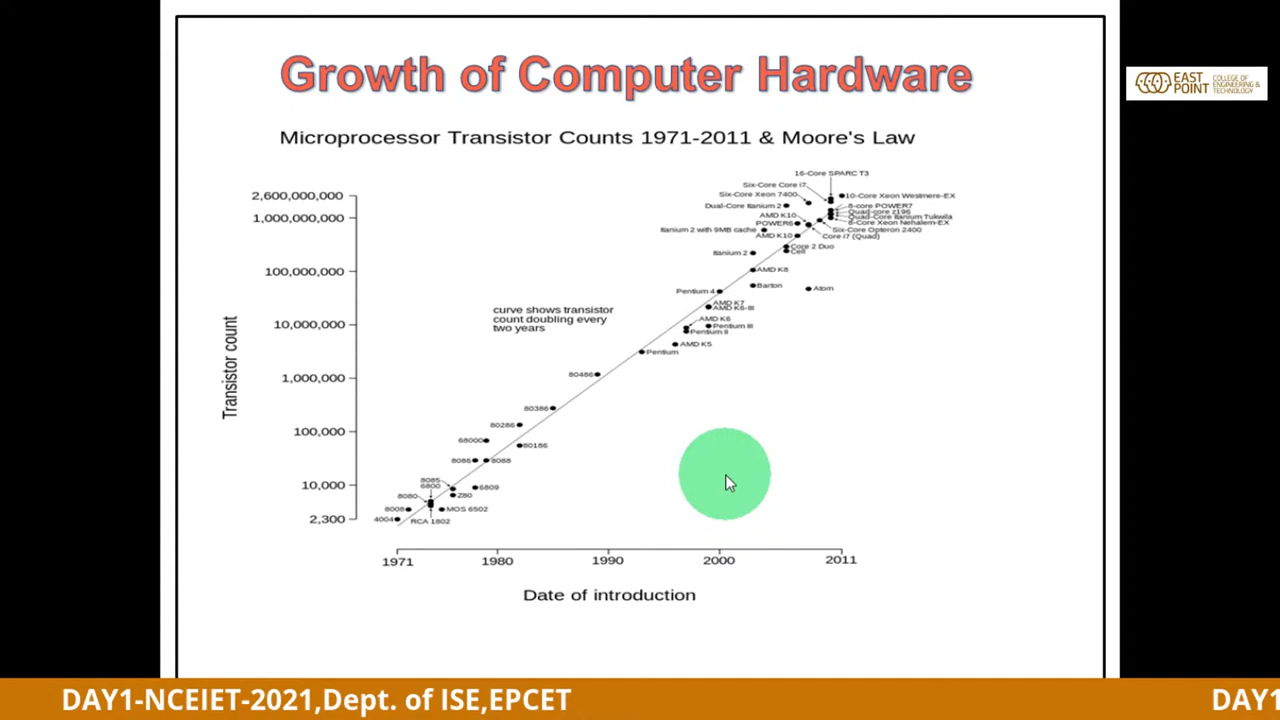 Growth of Computer Hardware
EAST POINT
COLLEGE OF ENGINEERING & TECHNOLOGY
Microprocessor Transistor Counts 1971-2011 & Moore's Law
16-Core SPARC T3
Six-Core Core i7
Six-Core Xeon 7400
10-Core Xeon Westmere-EX
Dual-Core Itanium 2
8-core POWER7
Quad-core z196
AMD K10
Quad-Core Itanium Tukwila
POWER6
8-Core Xeon Nehalem-EX
Itanium 2 with 9MB cache
Six-Core Opteron 2400
AMD K10
Core i7 (Quad)
Core 2 Duo
Cell
Itanium 2
AMD K8
Pentium 4
Barton
Atom
AMD K7
AMD K6-III
curve shows transistor
count doubling every
two years
AMD K6
Pentium III
Pentium II
AMD K5
Pentium
80486
80386
80286
68000
80186
8086
8088
8085
6800
6809
8080
Z80
8008
MOS 6502
4004
RCA 1802
2,600,000,000
1,000,000,000
100,000,000
10,000,000
1,000,000
100,000
10,000
2,300
Transistor count
1971
1980
1990
2000
2011
Date of introduction
DAY1-NCEIET-2021,Dept. of ISE,EPCET
DAY1